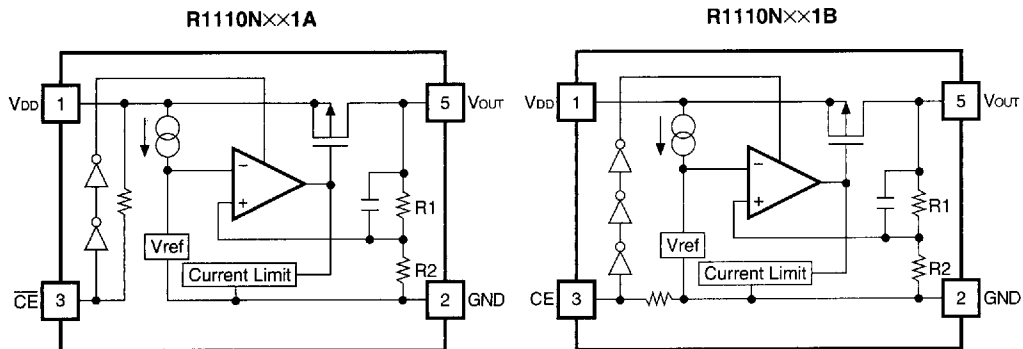 R1110N××1A
VDD 1
5 VOUT
−
+
R1
Vref
R2
Current Limit
C̅E̅ 3
2 GND
R1110N××1B
VDD 1
5 VOUT
−
+
R1
Vref
R2
Current Limit
CE 3
2 GND